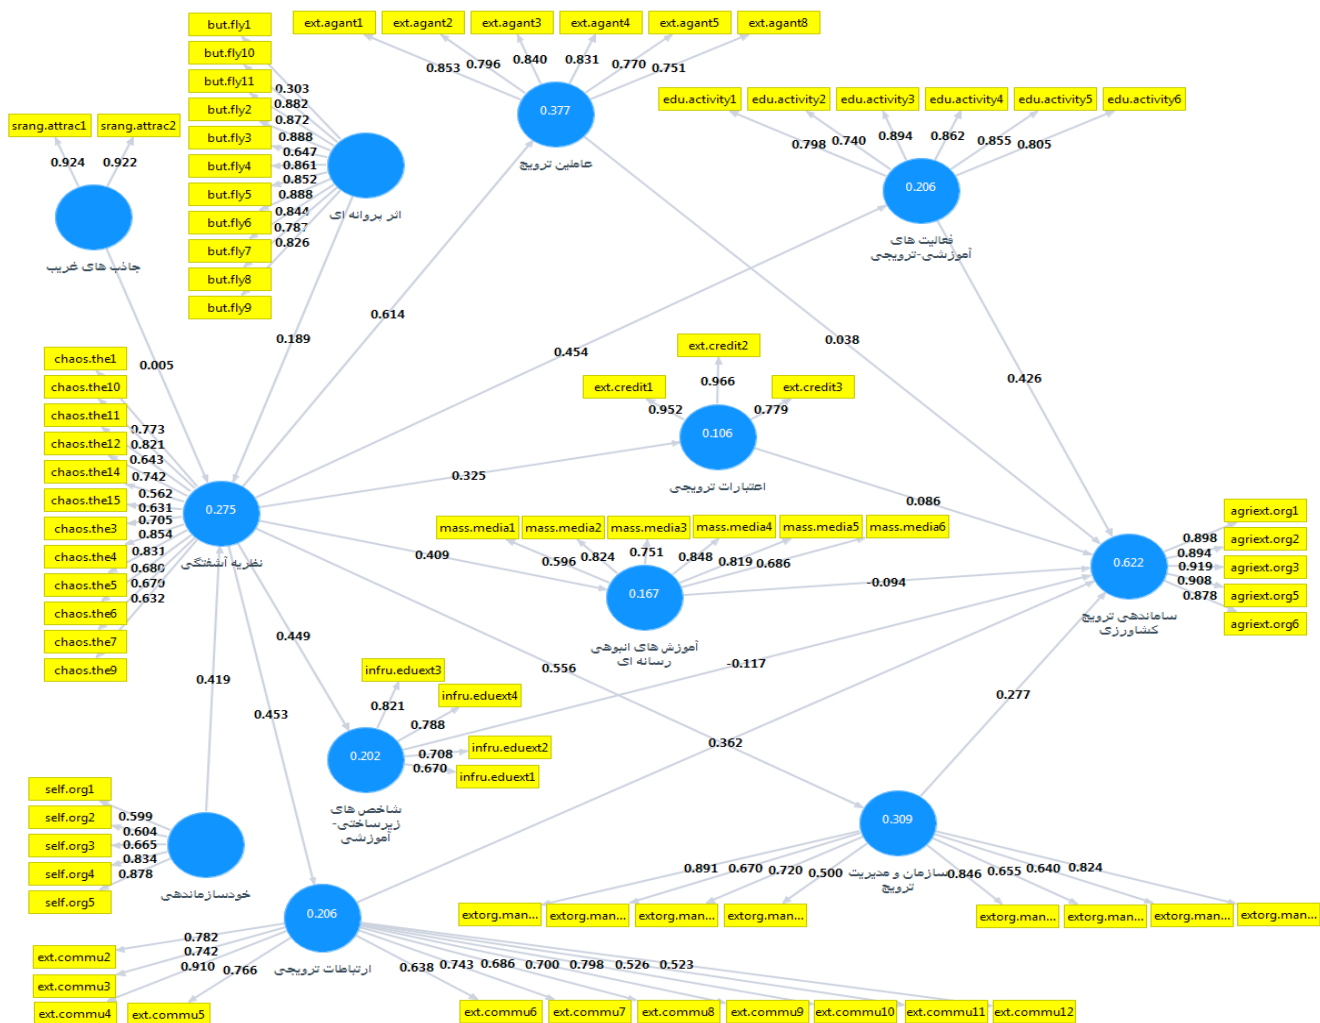 but.fly1
but.fly10
but.fly11
but.fly2
but.fly3
but.fly4
but.fly5
but.fly6
but.fly7
but.fly8
but.fly9
0.303
0.882
0.872
0.888
0.647
0.861
0.852
0.888
0.844
0.787
0.826
اثر پروانه ای
ext.agant1
ext.agant2
ext.agant3
ext.agant4
ext.agant5
ext.agant8
0.853
0.796
0.840
0.831
0.770
0.751
0.377
عاملین ترویج
edu.activity1
edu.activity2
edu.activity3
edu.activity4
edu.activity5
edu.activity6
0.798
0.740
0.894
0.862
0.855
0.805
0.206
فعالیت های
آموزشی-ترویجی
srang.attrac1
srang.attrac2
0.924
0.922
جاذب های غریب
0.005
0.189
0.614
0.454
0.038
0.426
ext.credit2
ext.credit1
ext.credit3
0.966
0.952
0.779
0.106
اعتبارات ترویجی
0.325
0.086
chaos.the1
chaos.the10
chaos.the11
chaos.the12
chaos.the14
chaos.the15
chaos.the3
chaos.the4
chaos.the5
chaos.the6
chaos.the7
chaos.the9
0.773
0.821
0.643
0.742
0.562
0.631
0.705
0.854
0.831
0.680
0.670
0.632
0.275
نظریه آشفتگی
mass.media1
mass.media2
mass.media3
mass.media4
mass.media5
mass.media6
0.596
0.824
0.751
0.848
0.819
0.686
0.409
0.167
آموزش های انبوهی
رسانه ای
-0.094
agriext.org1
agriext.org2
agriext.org3
agriext.org5
agriext.org6
0.898
0.894
0.919
0.908
0.878
0.622
ساماندهی ترویج
کشاورزی
0.449
0.556
-0.117
0.277
0.419
0.453
0.362
infru.eduext3
infru.eduext4
infru.eduext2
infru.eduext1
0.821
0.788
0.708
0.670
0.202
شاخص های
زیرساختی-
آموزشی
self.org1
self.org2
self.org3
self.org4
self.org5
0.599
0.604
0.665
0.834
0.878
خودسازماندهی
0.309
سازمان و مدیریت
ترویج
0.891
0.670
0.720
0.500
0.846
0.655
0.640
0.824
extorg.man...
extorg.man...
extorg.man...
extorg.man...
extorg.man...
extorg.man...
extorg.man...
extorg.man...
0.206
ارتباطات ترویجی
0.782
0.742
0.910
0.766
0.638
0.743
0.686
0.700
0.798
0.526
0.523
ext.commu2
ext.commu3
ext.commu4
ext.commu5
ext.commu6
ext.commu7
ext.commu8
ext.commu9
ext.commu10
ext.commu11
ext.commu12